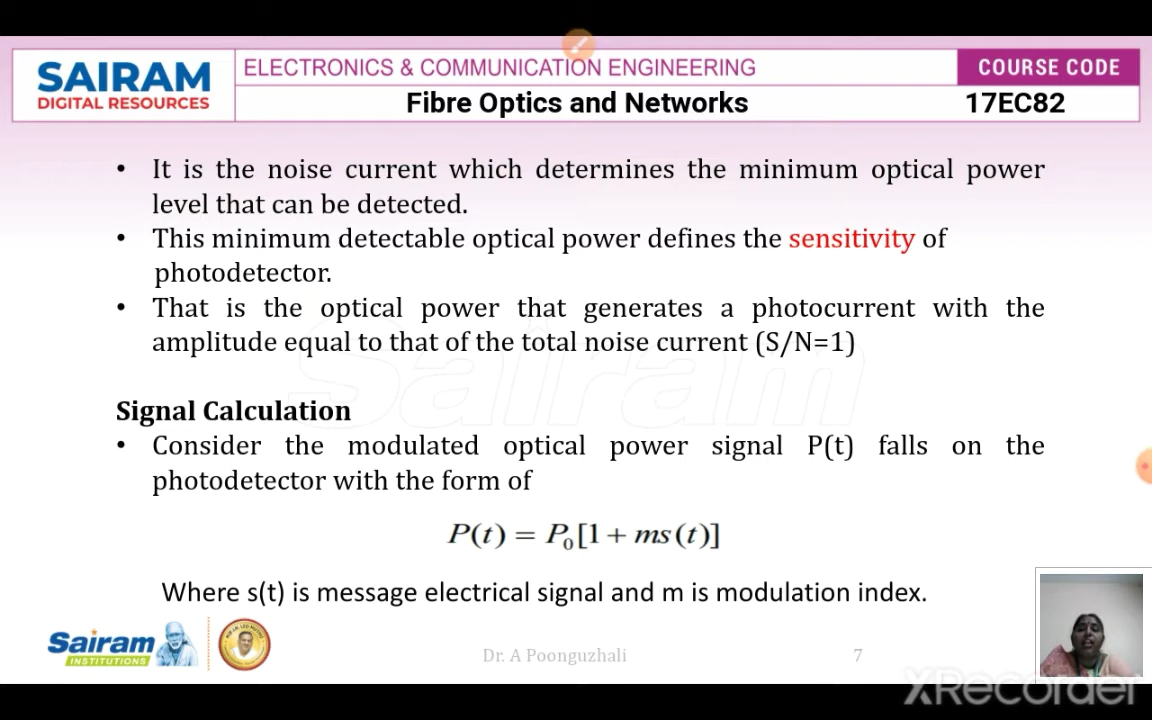 SAIRAM
DIGITAL RESOURCES
ELECTRONICS & COMMUNICATION ENGINEERING
COURSE CODE
Fibre Optics and Networks
17EC82
• It is the noise current which determines the minimum optical power
level that can be detected.
• This minimum detectable optical power defines the sensitivity of
photodetector.
• That is the optical power that generates a photocurrent with the
amplitude equal to that of the total noise current (S/N=1)
Sairam
Signal Calculation
• Consider the modulated optical power signal P(t) falls on the
photodetector with the form of
P(t) = P₀[1 + ms(t)]
Where s(t) is message electrical signal and m is modulation index.
Sairam
INSTITUTIONS
Dr. A Poonguzhali
7
XRecorder